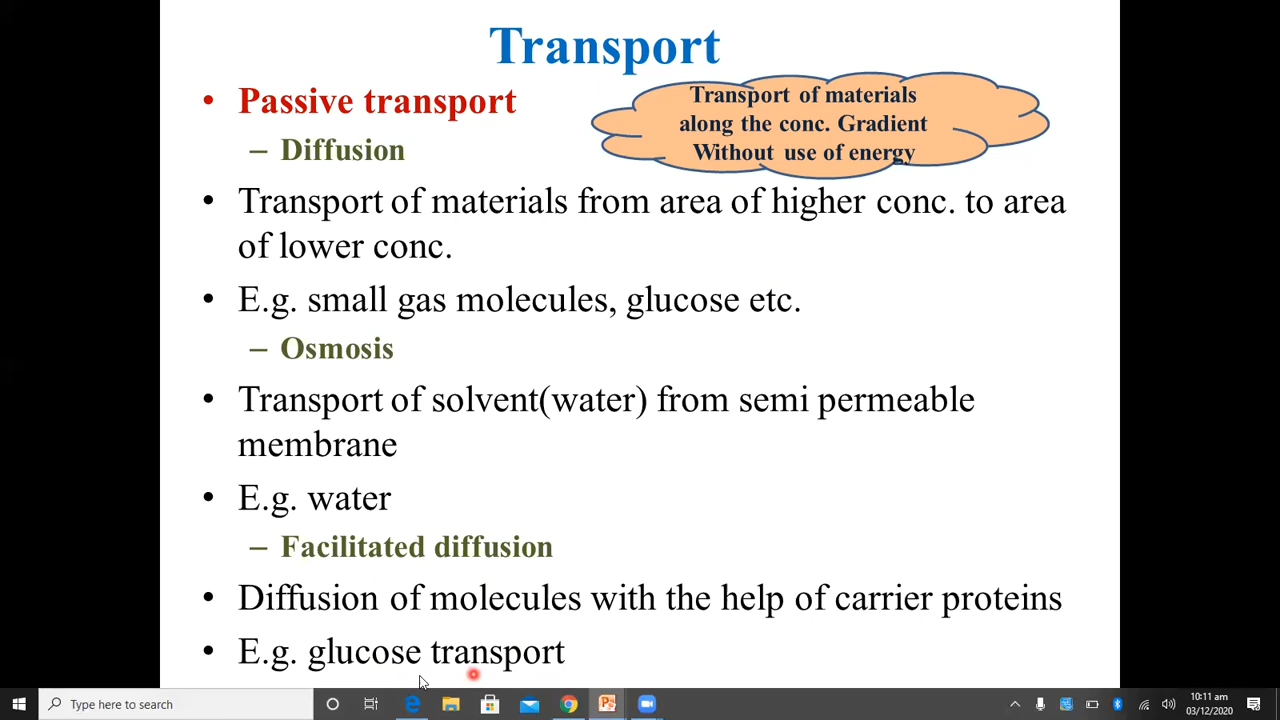 Transport
• Passive transport
Transport of materials
along the conc. Gradient
Without use of energy
– Diffusion
• Transport of materials from area of higher conc. to area
of lower conc.
• E.g. small gas molecules, glucose etc.
– Osmosis
• Transport of solvent(water) from semi permeable
membrane
• E.g. water
– Facilitated diffusion
• Diffusion of molecules with the help of carrier proteins
• E.g. glucose transport
Type here to search
10:11 am
03/12/2020